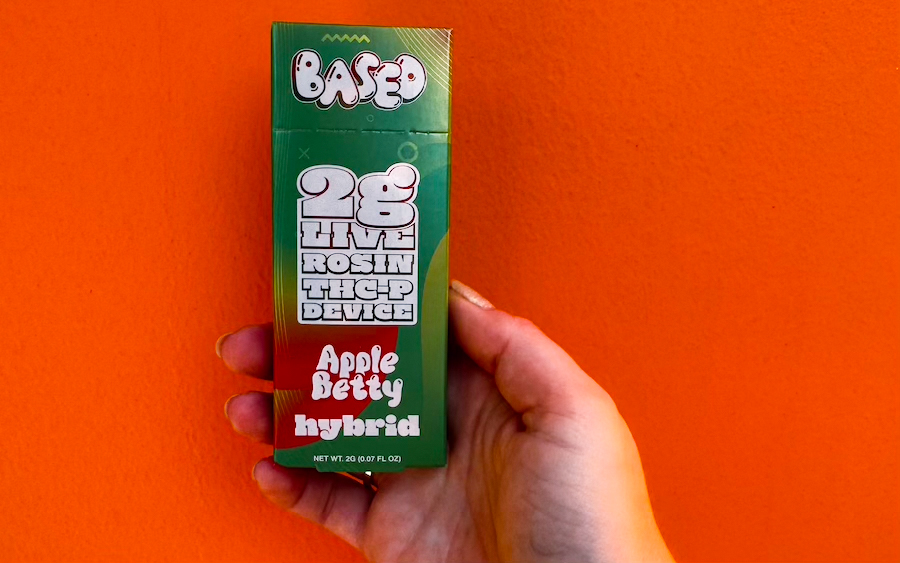 BASED
2g
LIVE
ROSIN
THC-P
DEVICE
Apple
Betty
hybrid
NET WT. 2G (0.07 FL OZ)